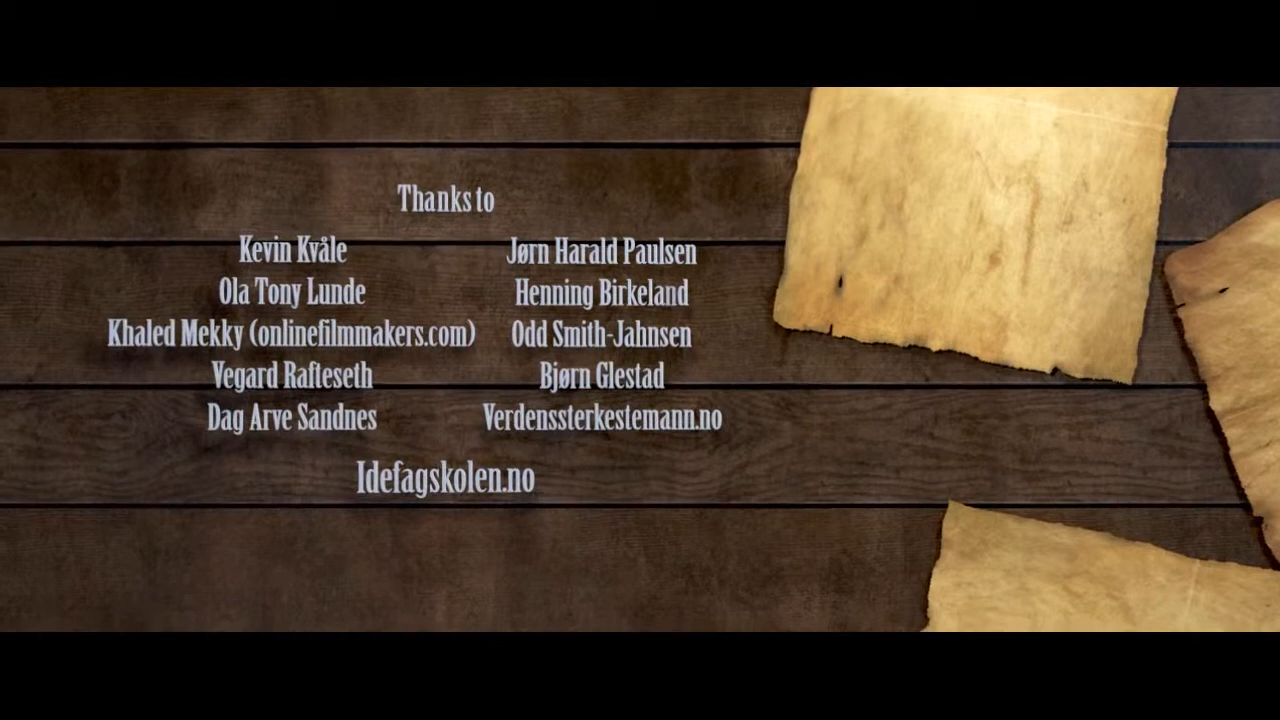 Thanks to
Kevin Kvåle
Ola Tony Lunde
Khaled Mekky (onlinefilmmakers.com)
Vegard Rafteseth
Dag Arve Sandnes
Jørn Harald Paulsen
Henning Birkeland
Odd Smith-Jahnsen
Bjørn Glestad
Verdenssterkestemann.no
Idefagskolen.no